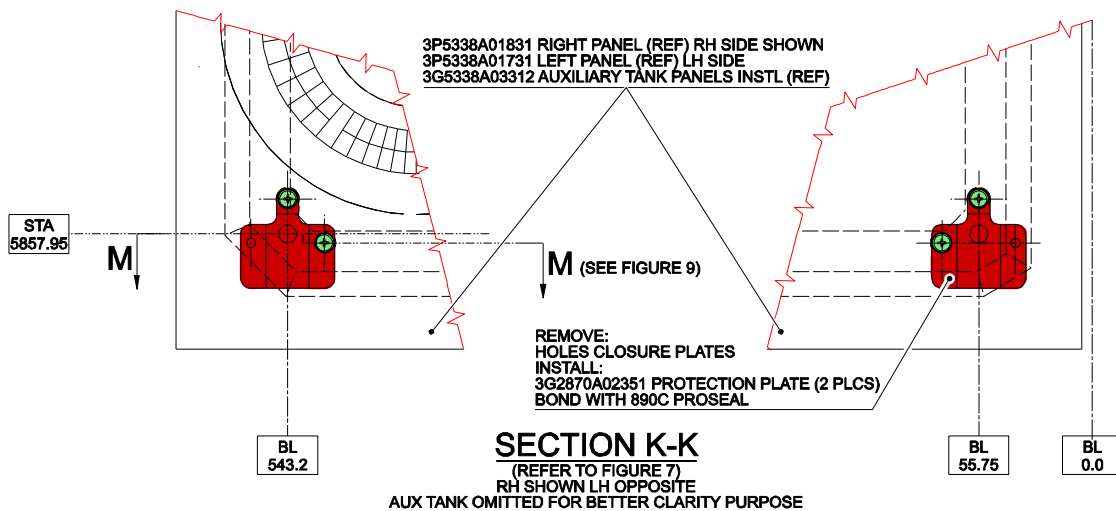 3P5338A01831 RIGHT PANEL (REF) RH SIDE SHOWN
3P5338A01731 LEFT PANEL (REF) LH SIDE
3G5338A03312 AUXILIARY TANK PANELS INSTL (REF)
STA
5857.95
M
M (SEE FIGURE 9)
REMOVE:
HOLES CLOSURE PLATES
INSTALL:
3G2870A02351 PROTECTION PLATE (2 PLCS)
BOND WITH 890C PROSEAL
BL
543.2
BL
55.75
BL
0.0
SECTION K-K
(REFER TO FIGURE 7)
RH SHOWN LH OPPOSITE
AUX TANK OMITTED FOR BETTER CLARITY PURPOSE